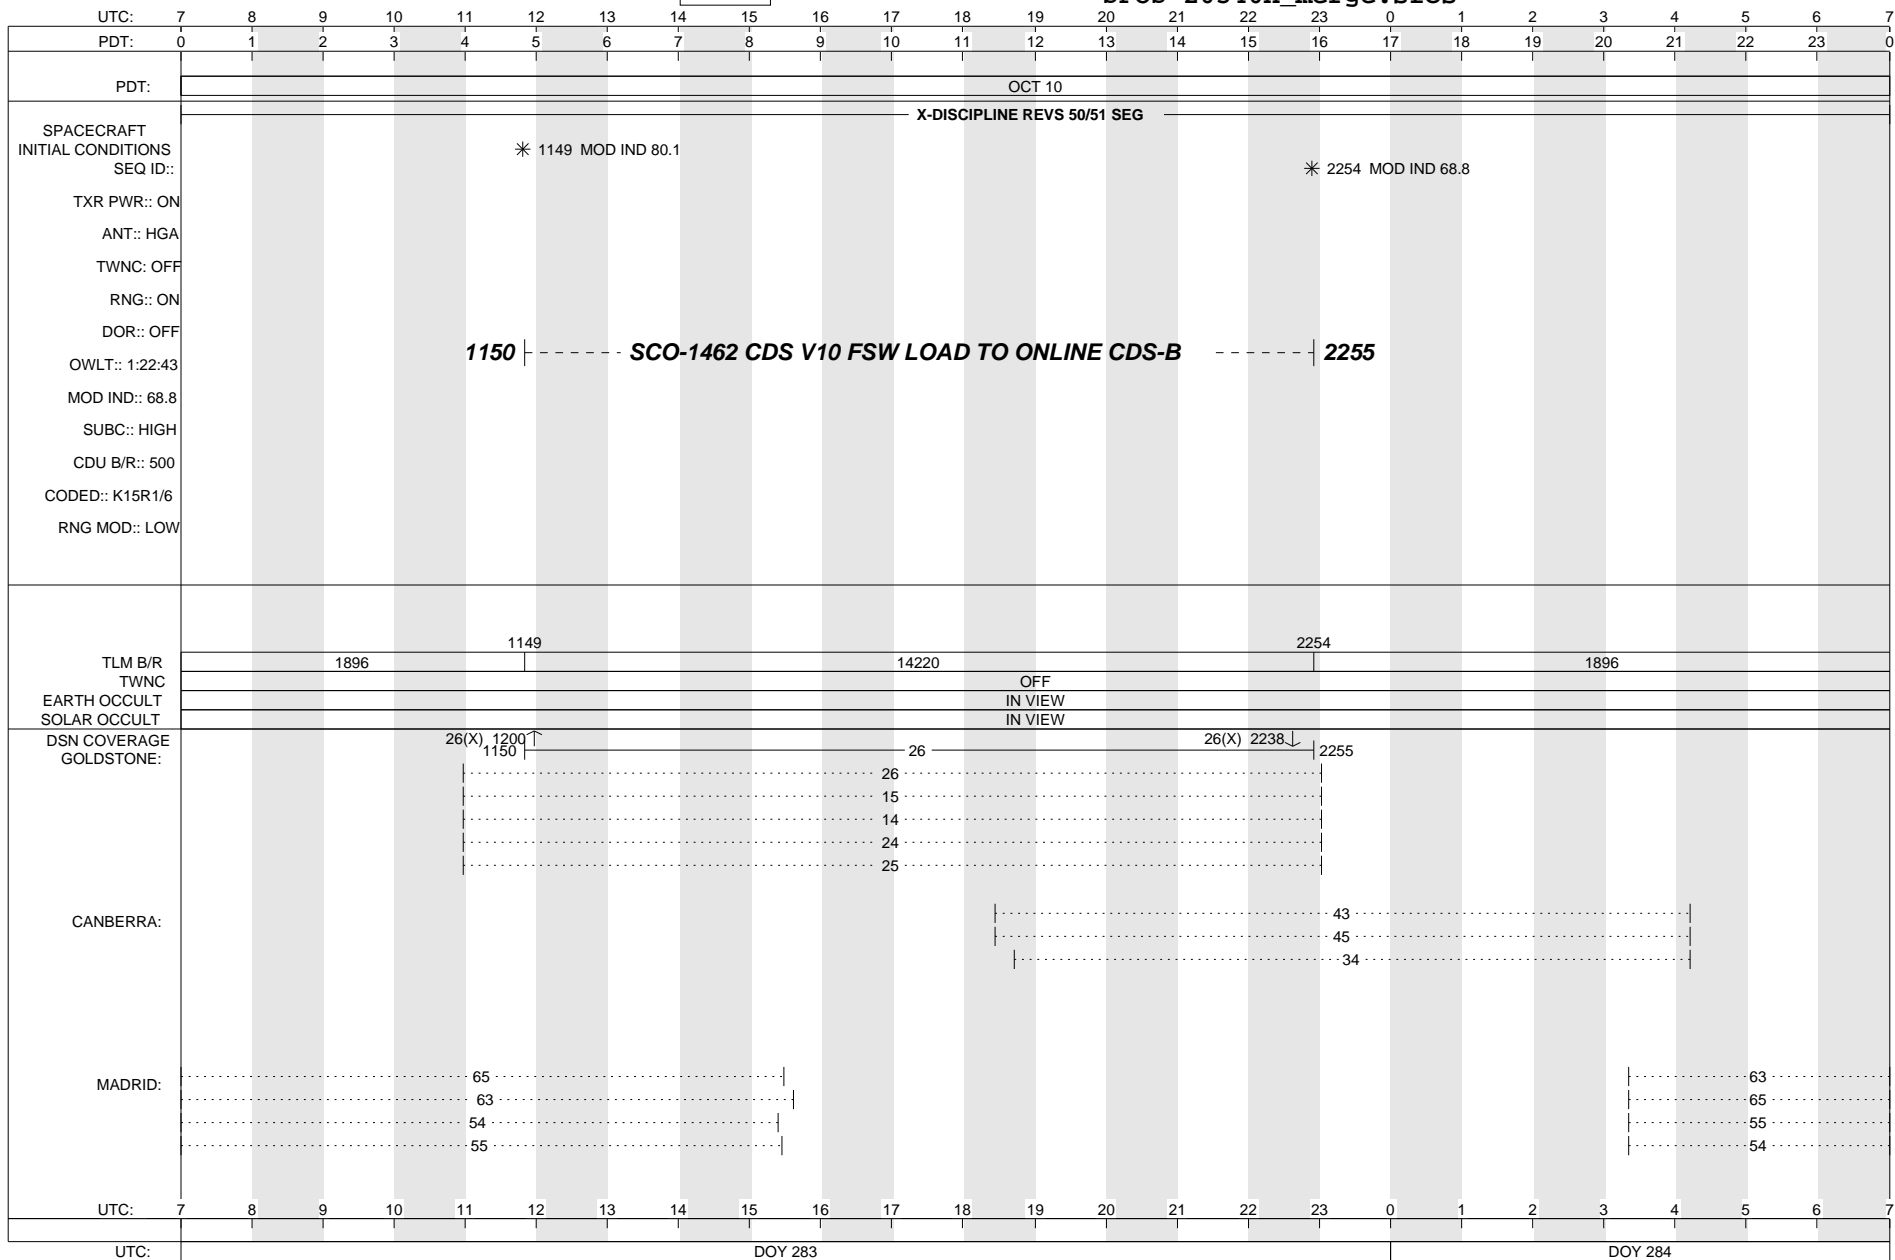 UTC: 7 8 9 10 11 12 13 14 15 16 17 18 19 20 21 22 23 0 1 2 3 4 5 6 7
PDT: 0 1 2 3 4 5 6 7 8 9 10 11 12 13 14 15 16 17 18 19 20 21 22 23 0
PDT: OCT 10
X-DISCIPLINE REVS 50/51 SEG
SPACECRAFT
INITIAL CONDITIONS
1149 MOD IND 80.1
SEQ ID::
2254 MOD IND 68.8
TXR PWR:: ON
ANT:: HGA
TWNC: OFF
RNG:: ON
DOR:: OFF
1150 SCO-1462 CDS V10 FSW LOAD TO ONLINE CDS-B 2255
OWLT:: 1:22:43
MOD IND:: 68.8
SUBC:: HIGH
CDU B/R:: 500
CODED:: K15R1/6
RNG MOD:: LOW
1149 2254
TLM B/R 1896 14220 1896
TWNC OFF
EARTH OCCULT IN VIEW
SOLAR OCCULT IN VIEW
DSN COVERAGE 26(X) 1200 26(X) 2238
GOLDSTONE: 1150 26 2255
26
15
14
24
25
CANBERRA: 43
45
34
MADRID: 65 63
63 65
54 55
55 54
UTC: 7 8 9 10 11 12 13 14 15 16 17 18 19 20 21 22 23 0 1 2 3 4 5 6 7
UTC: DOY 283 DOY 284